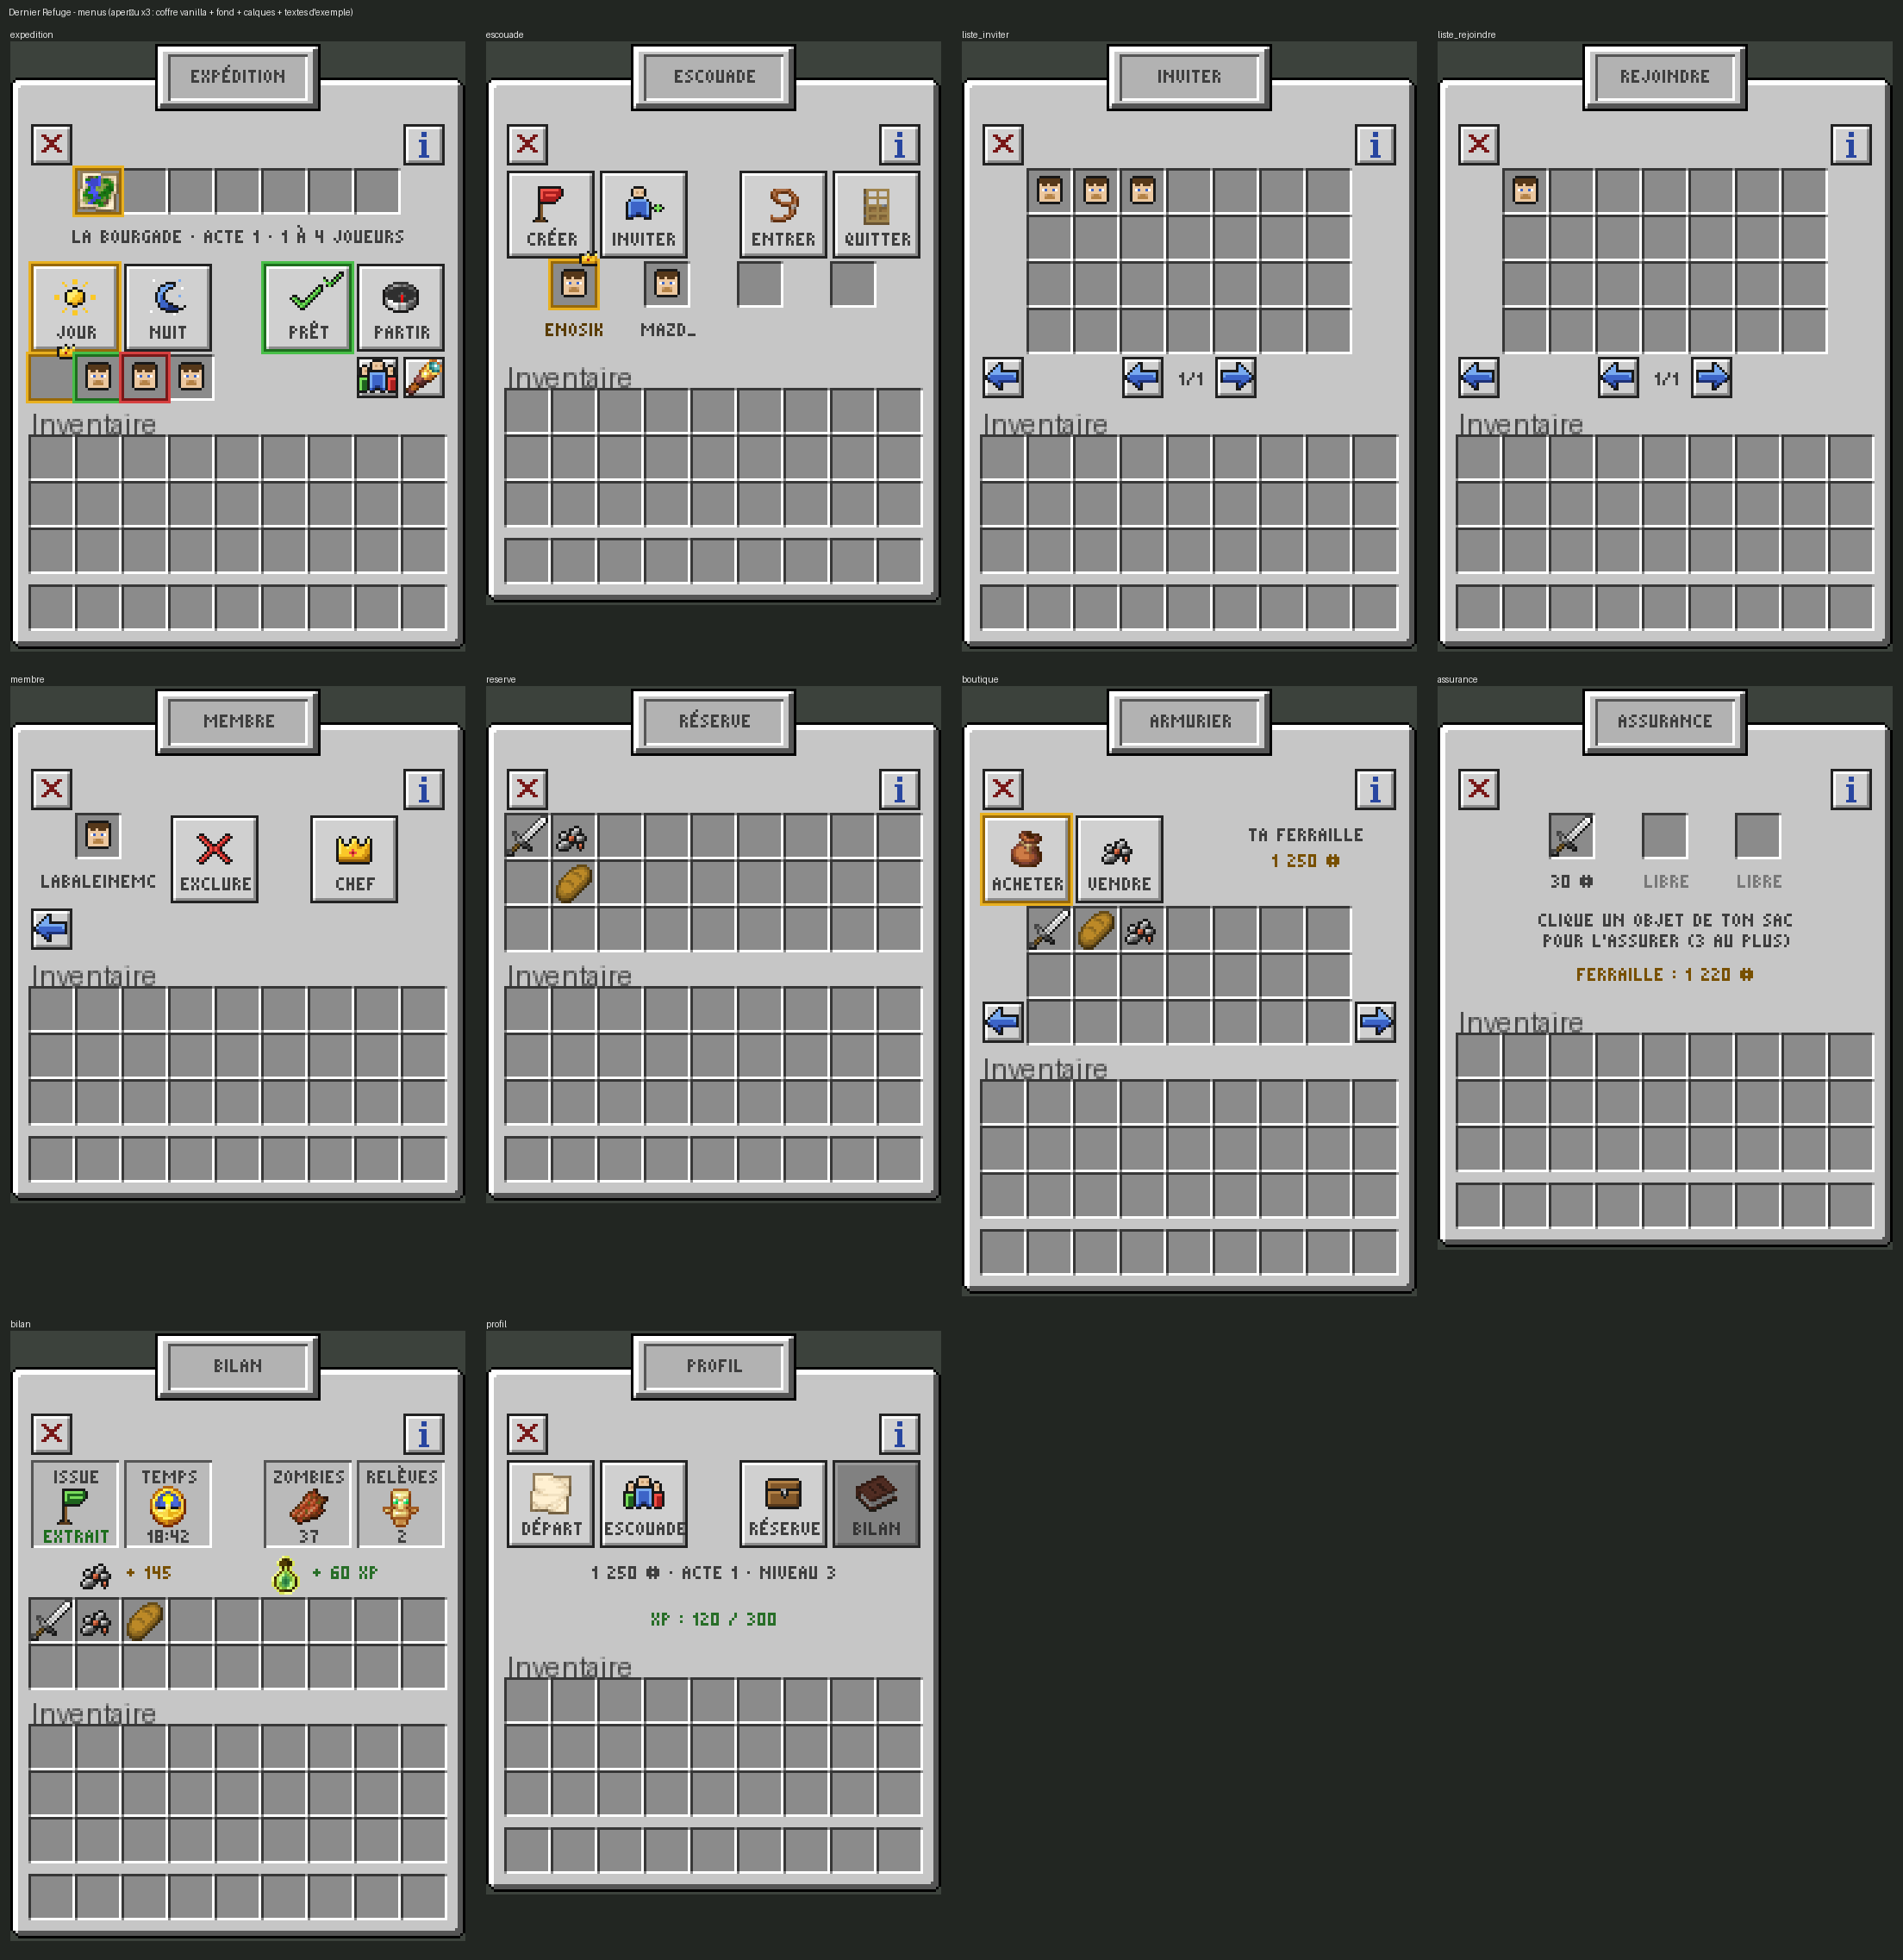 Dernier Refuge - menus (aperçu x3 : coffre vanilla + fond + calques + textes d'exemple)
expedition
EXPÉDITION
LA BOURGADE · ACTE 1 · 1 À 4 JOUEURS
JOUR
NUIT
PRÊT
PARTIR
Inventaire
escouade
ESCOUADE
CRÉER
INVITER
ENTRER
QUITTER
ENOSIK
MAZD_
Inventaire
liste_inviter
INVITER
1/1
Inventaire
liste_rejoindre
REJOINDRE
1/1
Inventaire
membre
MEMBRE
LABALEINEMC
EXCLURE
CHEF
Inventaire
reserve
RÉSERVE
Inventaire
boutique
ARMURIER
ACHETER
VENDRE
TA FERRAILLE
1 250 #
Inventaire
assurance
ASSURANCE
30 #
LIBRE
LIBRE
CLIQUE UN OBJET DE TON SAC
POUR L'ASSURER (3 AU PLUS)
FERRAILLE : 1 220 #
Inventaire
bilan
BILAN
ISSUE
EXTRAIT
TEMPS
18:42
ZOMBIES
37
RELÈVES
2
+ 145
+ 60 XP
Inventaire
profil
PROFIL
DÉPART
ESCOUADE
RÉSERVE
BILAN
1 250 # · ACTE 1 · NIVEAU 3
XP : 120 / 300
Inventaire